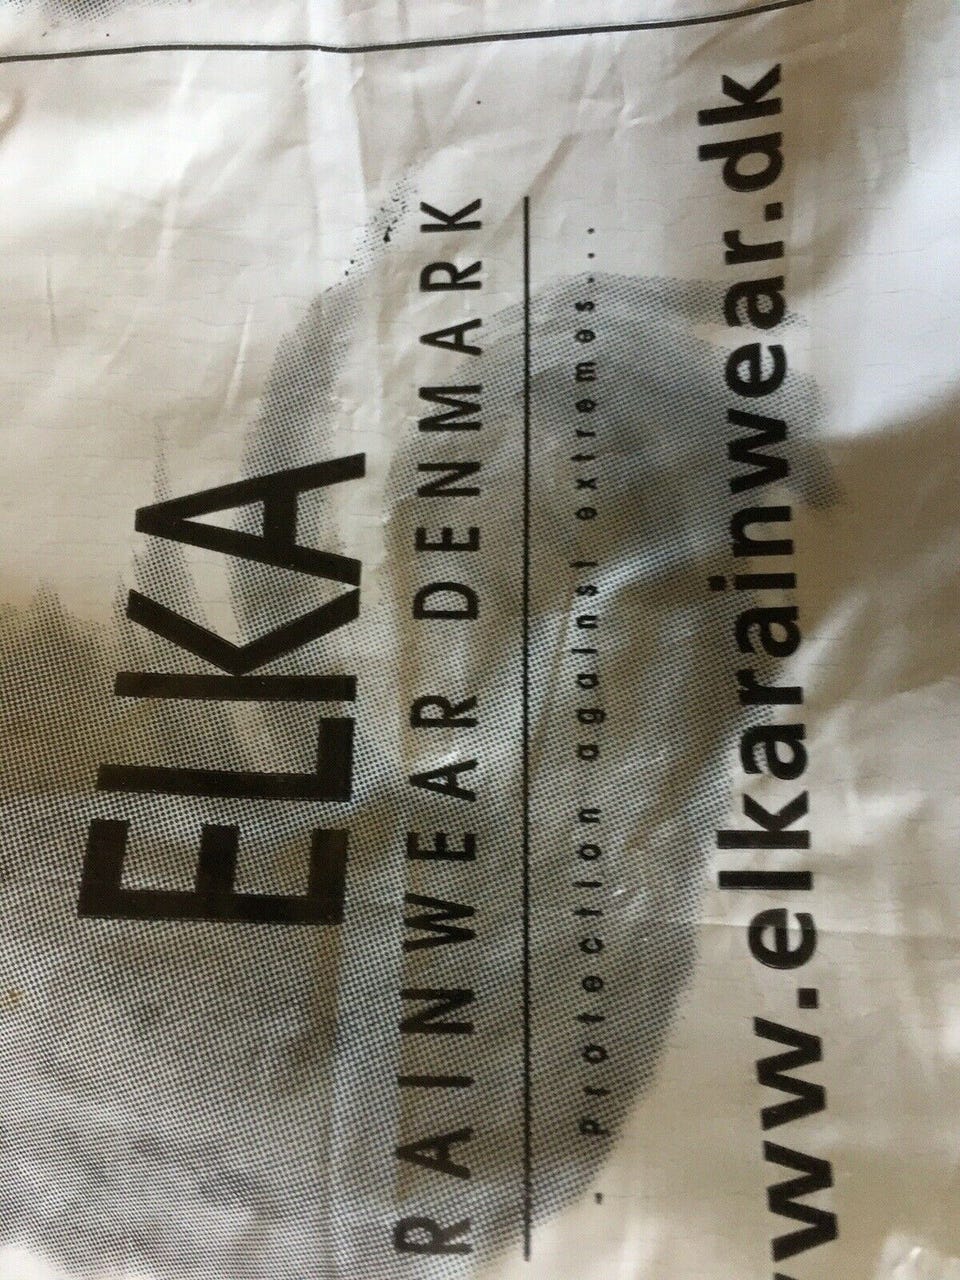 ELKA
RAINWEAR DENMARK
- Protection against extremes...
www.elkarainwear.dk